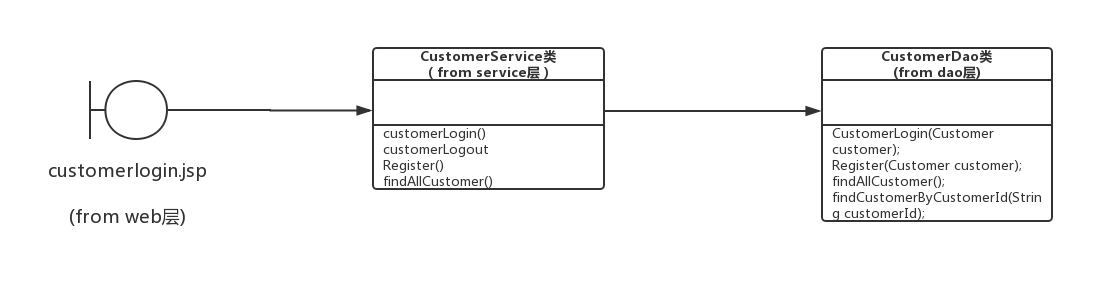 customerlogin.jsp
(from web层)
CustomerService类
( from service层 )
customerLogin()
customerLogout
Register()
findAllCustomer()
CustomerDao类
(from dao层)
CustomerLogin(Customer
customer);
Register(Customer customer);
findAllCustomer();
findCustomerByCustomerId(Strin
g customerId);